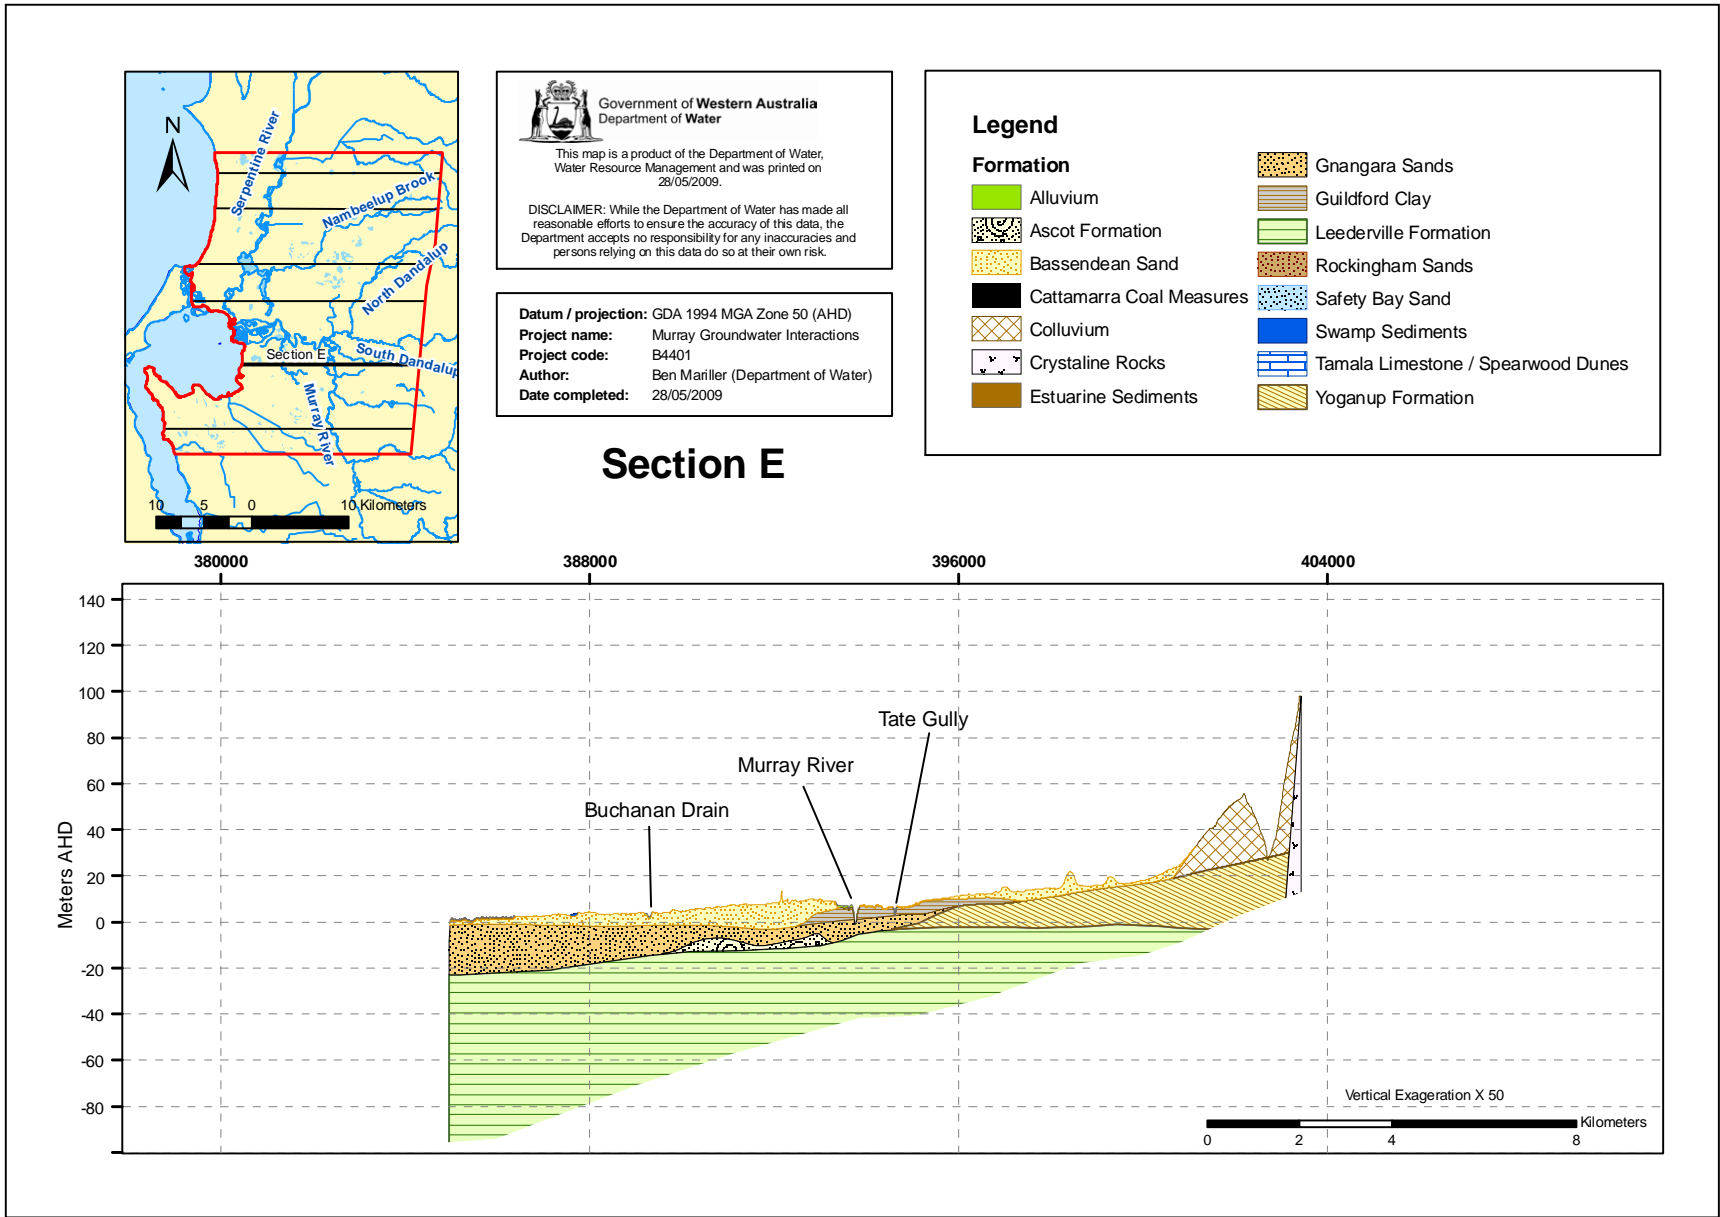 N
Serpentine River
Nambeelup Brook
North Dandalup
Section E
South Dandalup
Murray River
10 5 0 10 Kilometers
Government of Western Australia
Department of Water
This map is a product of the Department of Water,
Water Resource Management and was printed on
28/05/2009.
DISCLAIMER: While the Department of Water has made all
reasonable efforts to ensure the accuracy of this data, the
Department accepts no responsibility for any inaccuracies and
persons relying on this data do so at their own risk.
Datum / projection: GDA 1994 MGA Zone 50 (AHD)
Project name: Murray Groundwater Interactions
Project code: B4401
Author: Ben Mariller (Department of Water)
Date completed: 28/05/2009
Section E
Legend
Formation
Alluvium
Ascot Formation
Bassendean Sand
Cattamarra Coal Measures
Colluvium
Crystaline Rocks
Estuarine Sediments
Gnangara Sands
Guildford Clay
Leederville Formation
Rockingham Sands
Safety Bay Sand
Swamp Sediments
Tamala Limestone / Spearwood Dunes
Yoganup Formation
380000 388000 396000 404000
140
120
100
80
60
40
20
0
-20
-40
-60
-80
Meters AHD
Tate Gully
Murray River
Buchanan Drain
Vertical Exageration X 50
Kilometers
0 2 4 8